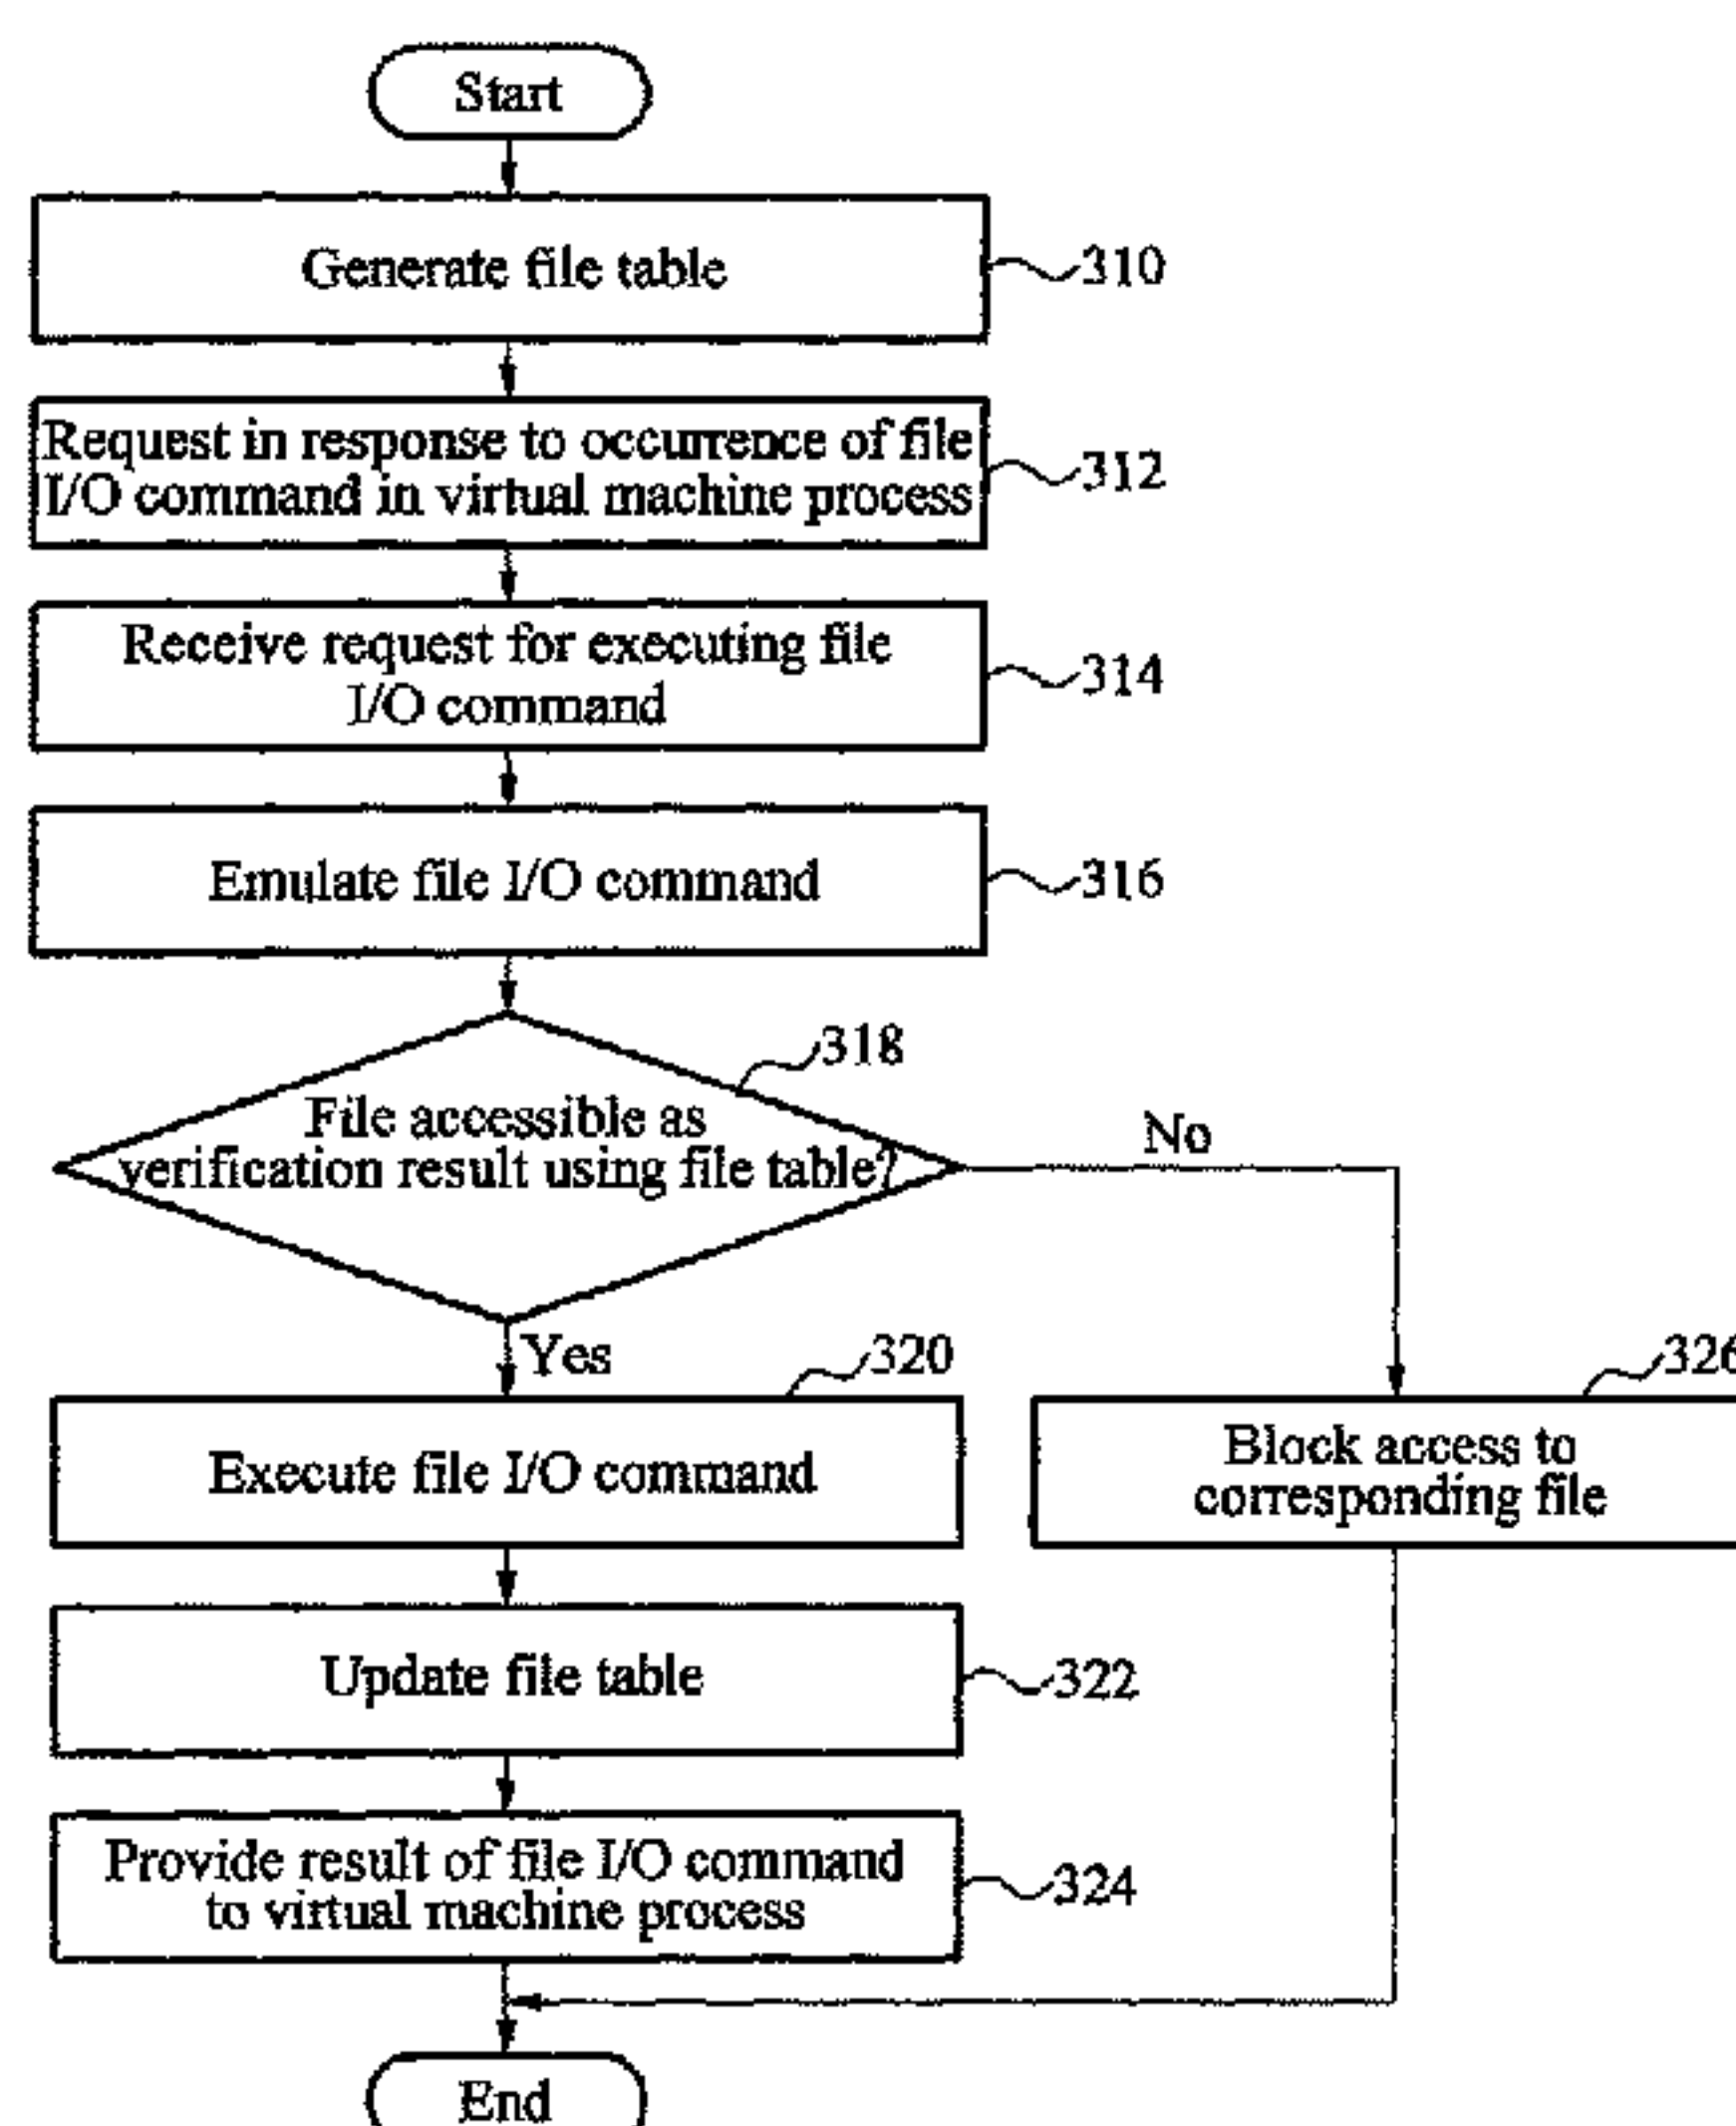 Start
Generate file table
310
Request in response to occurrence of file
I/O command in virtual machine process
312
Receive request for executing file
I/O command
314
Emulate file I/O command
316
318
File accessible as
verification result using file table?
No
Yes
320
326
Execute file I/O command
Block access to
corresponding file
Update file table
322
Provide result of file I/O command
to virtual machine process
324
End